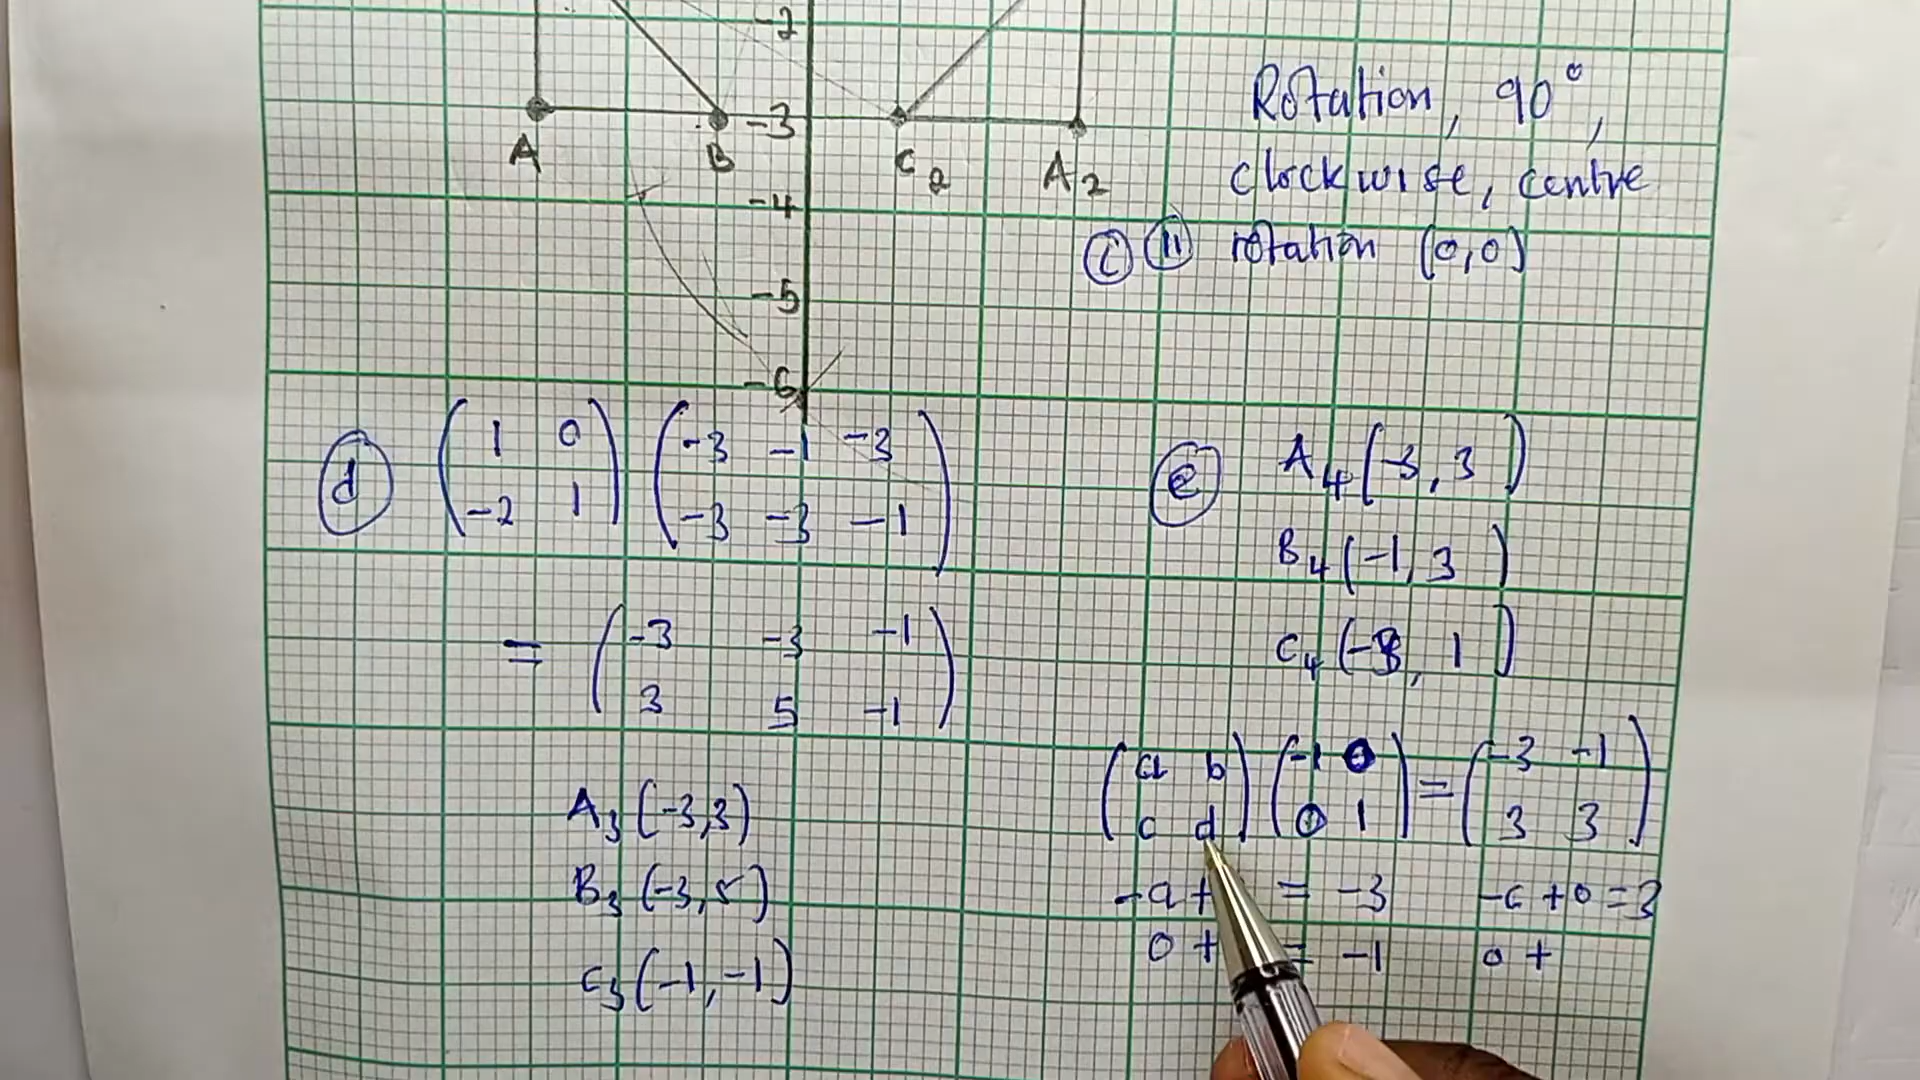 -2
-3
A B C2 A2
-4
-5
-6
Rotation, 90°,
clockwise, centre
(i) (ii) rotation (0,0)
(d) (1 0) (-3 -1 -3)
(-2 1) (-3 -3 -1)
= (-3 -3 -1)
(3 5 -1)
A3 (-3,3)
B3 (-3,5)
C3 (-1,-1)
(e) A4 (-3, 3)
B4 (-1, 3)
C4 (-3, 1)
(a b) (-1 0) = (-3 -1)
(c d) (0 1) (3 3)
-a + = -3 -c + 0 = 3
0 + = -1 0 +